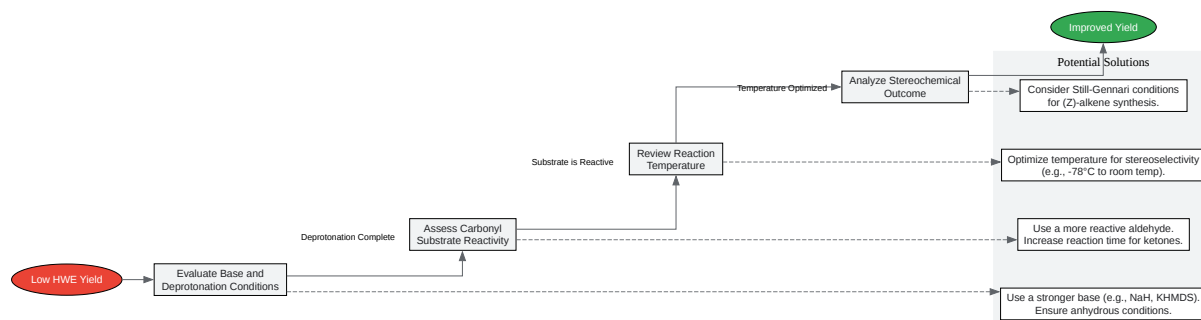 Improved Yield
Potential Solutions
Temperature Optimized
Analyze Stereochemical
Outcome
Consider Still-Gennari conditions
for (Z)-alkene synthesis.
Substrate is Reactive
Review Reaction
Temperature
Optimize temperature for stereoselectivity
(e.g., -78°C to room temp).
Deprotonation Complete
Assess Carbonyl
Substrate Reactivity
Use a more reactive aldehyde.
Increase reaction time for ketones.
Low HWE Yield
Evaluate Base and
Deprotonation Conditions
Use a stronger base (e.g., NaH, KHMDS).
Ensure anhydrous conditions.